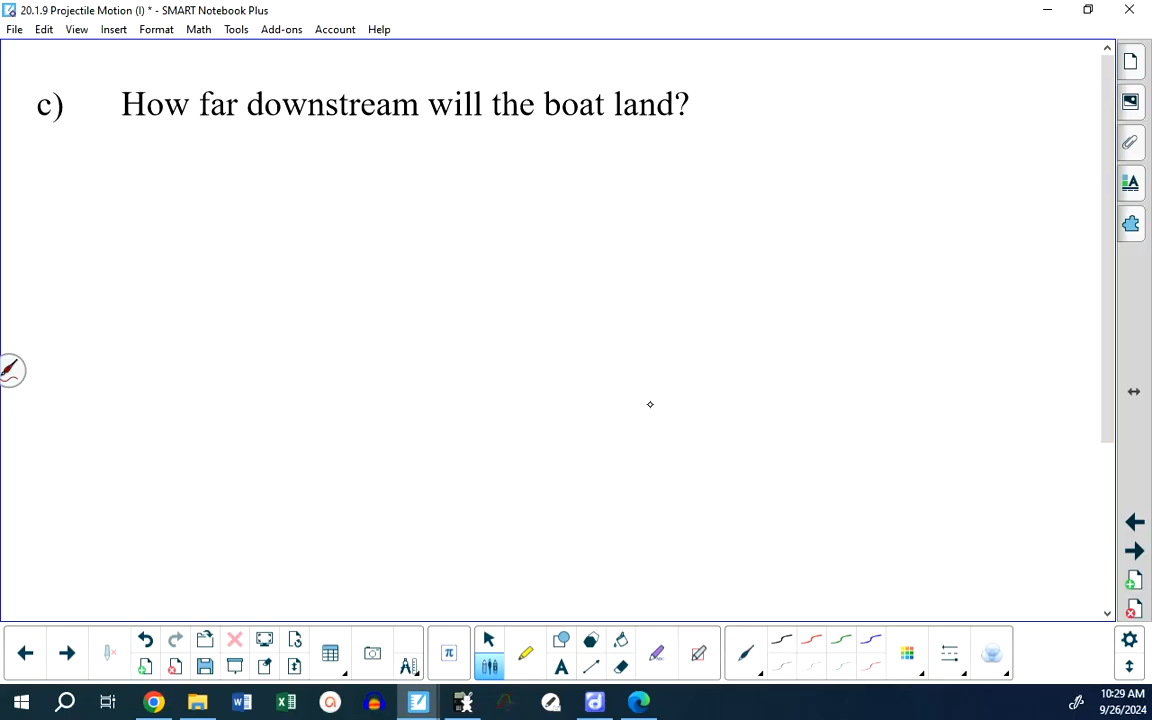 20.1.9 Projectile Motion (I) * - SMART Notebook Plus
File Edit View Insert Format Math Tools Add-ons Account Help
c) How far downstream will the boat land?
10:29 AM
9/26/2024